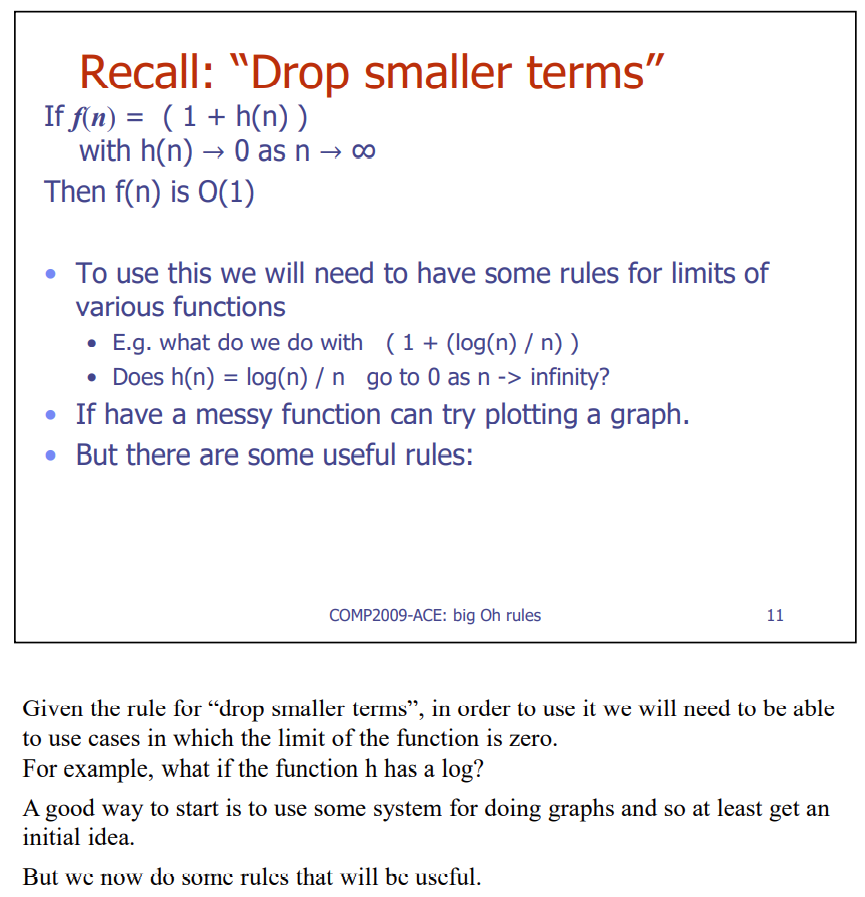 Recall: “Drop smaller terms”
If f(n) = ( 1 + h(n) )
with h(n) → 0 as n → ∞
Then f(n) is O(1)
• To use this we will need to have some rules for limits of
various functions
• E.g. what do we do with ( 1 + (log(n) / n) )
• Does h(n) = log(n) / n go to 0 as n -> infinity?
• If have a messy function can try plotting a graph.
• But there are some useful rules:
COMP2009-ACE: big Oh rules 11
Given the rule for “drop smaller terms”, in order to use it we will need to be able
to use cases in which the limit of the function is zero.
For example, what if the function h has a log?
A good way to start is to use some system for doing graphs and so at least get an
initial idea.
But we now do some rules that will be useful.